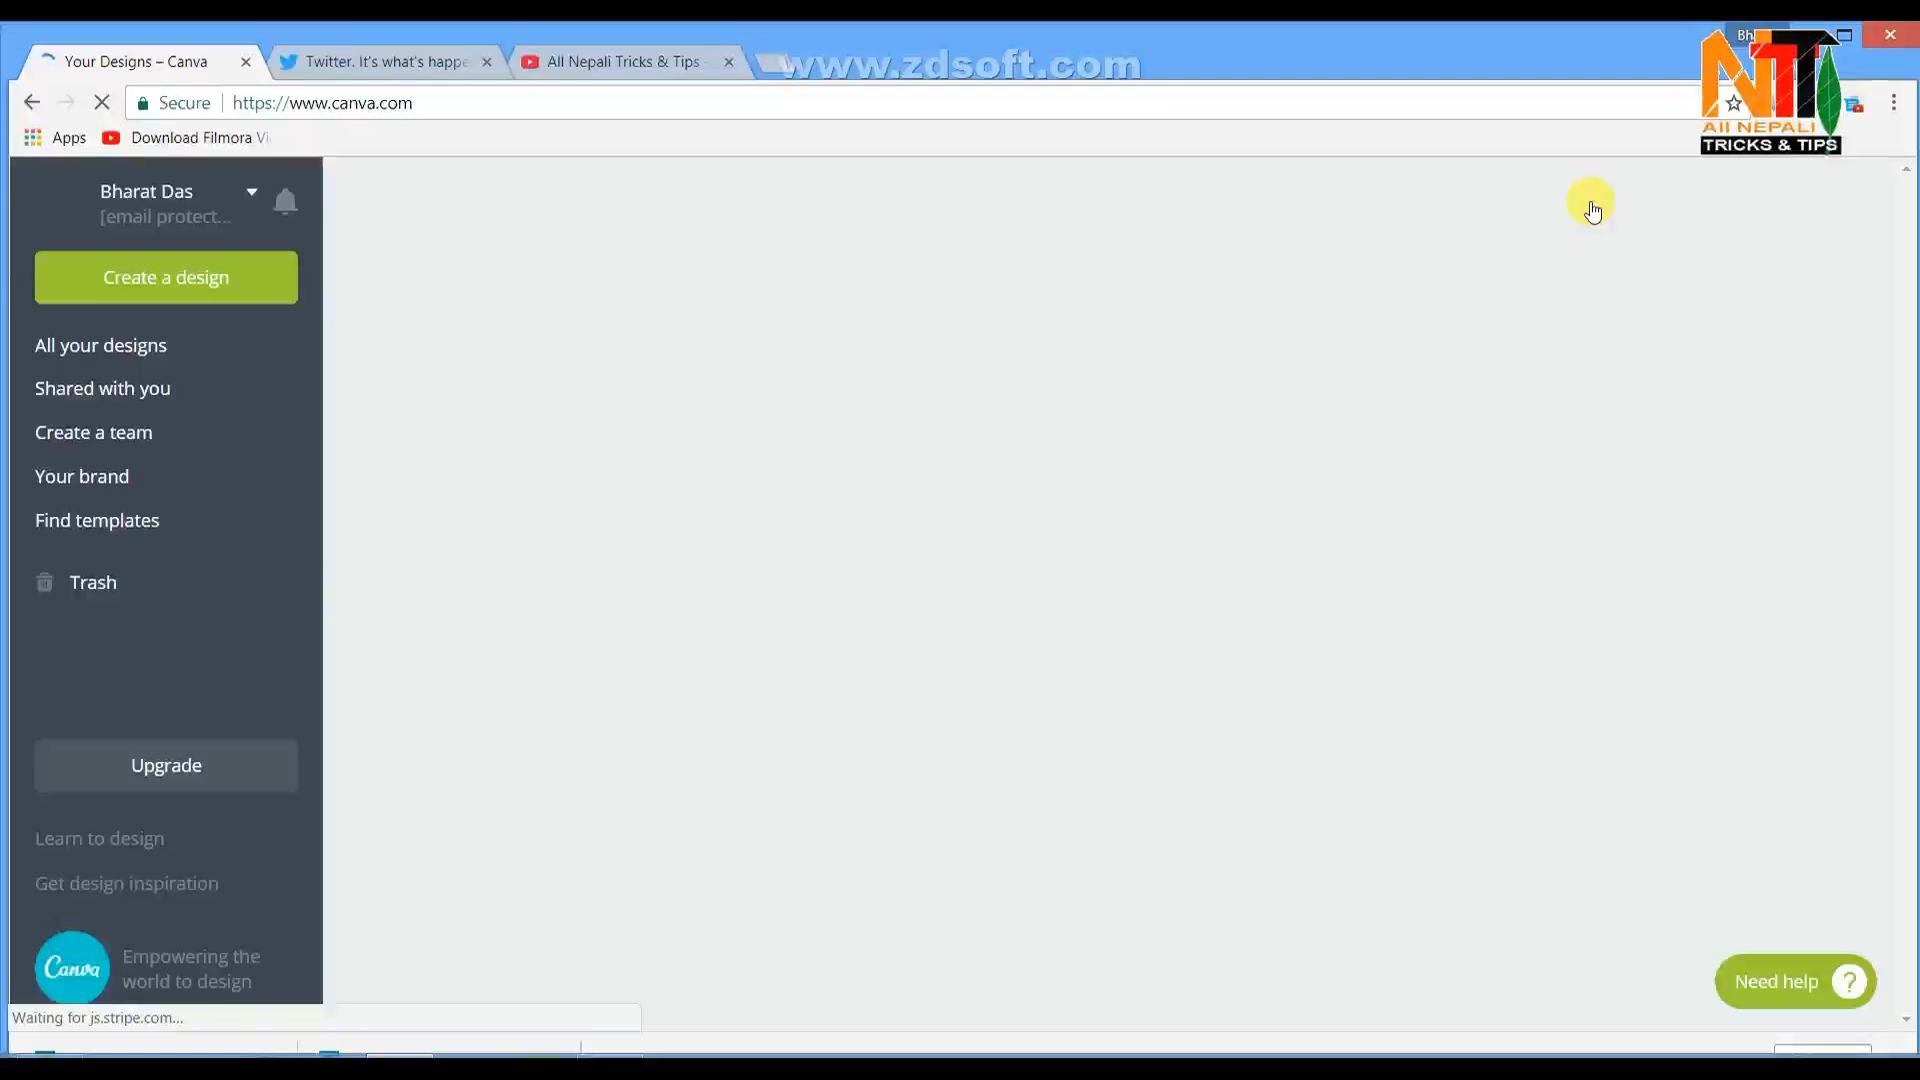 Your Designs – Canva
Twitter. It's what's happe
All Nepali Tricks & Tips
www.zdsoft.com
Secure
https://www.canva.com
Apps
Download Filmora Vi
NTT
All NEPALI
TRICKS & TIPS
Bharat Das
[email protect...
Create a design
All your designs
Shared with you
Create a team
Your brand
Find templates
Trash
Upgrade
Learn to design
Get design inspiration
Canva
Empowering the
world to design
Need help ?
Waiting for js.stripe.com...